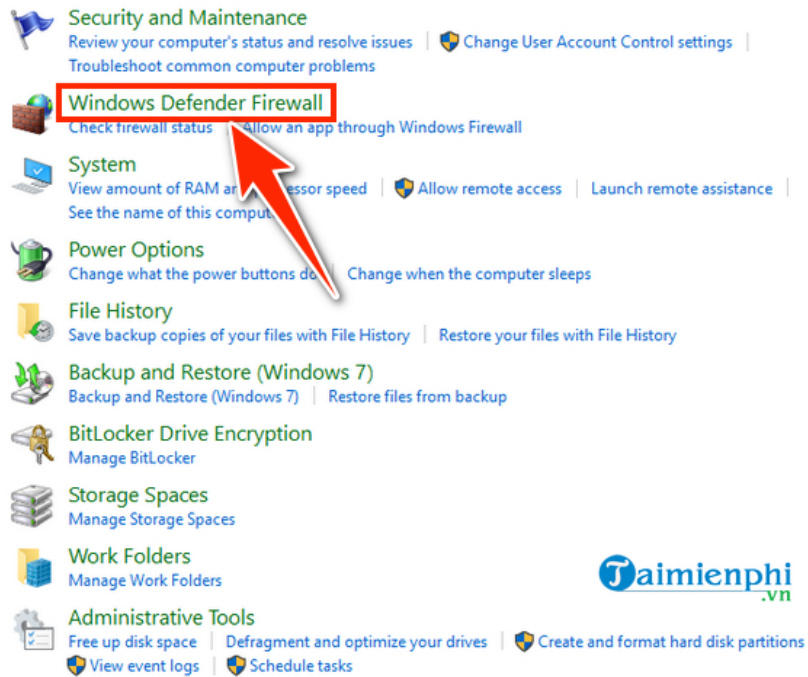 Security and Maintenance
Review your computer's status and resolve issues
Change User Account Control settings
Troubleshoot common computer problems
Windows Defender Firewall
Check firewall status
Allow an app through Windows Firewall
System
View amount of RAM and processor speed
Allow remote access
Launch remote assistance
See the name of this computer
Power Options
Change what the power buttons do
Change when the computer sleeps
File History
Save backup copies of your files with File History
Restore your files with File History
Backup and Restore (Windows 7)
Backup and Restore (Windows 7)
Restore files from backup
BitLocker Drive Encryption
Manage BitLocker
Storage Spaces
Manage Storage Spaces
Work Folders
Manage Work Folders
Taimienphi
.vn
Administrative Tools
Free up disk space
Defragment and optimize your drives
Create and format hard disk partitions
View event logs
Schedule tasks